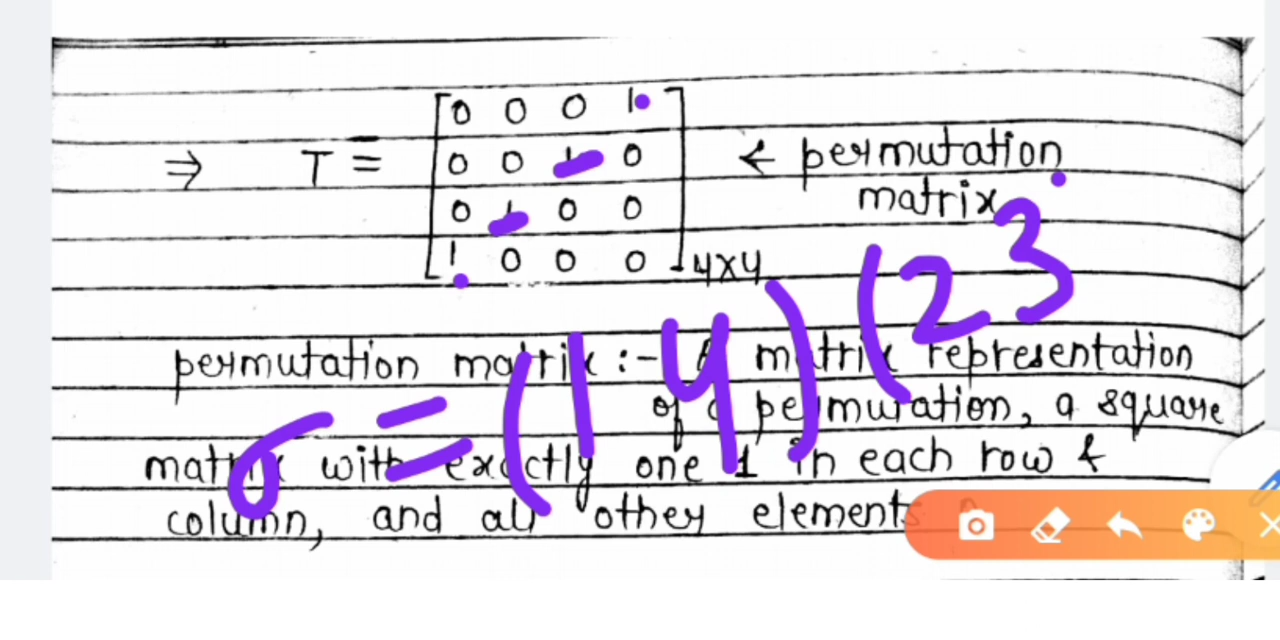 0 0 0 1
⇒ T = 0 0 1 0 ← permutation
matrix
0 1 0 0
1 0 0 0 4x4
permutation matrix :- A matrix representation
of a permutation, a square
matrix with exactly one 1 in each row &
column, and all other elements
σ = (1 4) (2 3